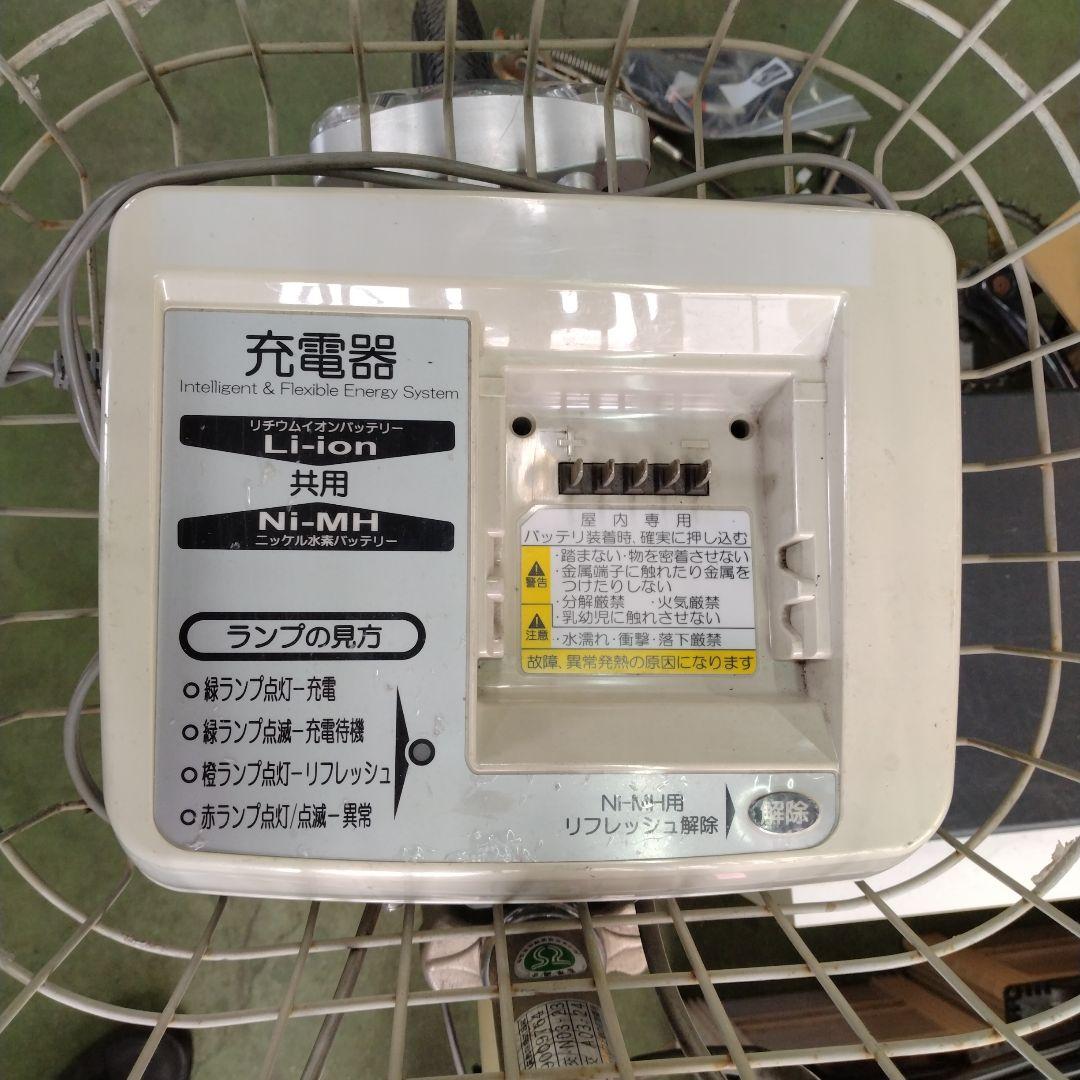 充電器
Intelligent & Flexible Energy System
リチウムイオンバッテリー
Li-ion
共用
Ni-MH
ニッケル水素バッテリー
ランプの見方
緑ランプ点灯ー充電
緑ランプ点滅ー充電待機
橙ランプ点灯ーリフレッシュ
赤ランプ点灯/点滅ー異常
+ −
屋内専用
バッテリ装着時、確実に押し込む
警告
・踏まない・物を密着させない
・金属端子に触れたり金属を
つけたりしない
・分解厳禁 ・火気厳禁
・乳幼児に触れさせない
注意
・水濡れ・衝撃・落下厳禁
故障、異常発熱の原因になります
Ni-MH用
リフレッシュ解除
解除